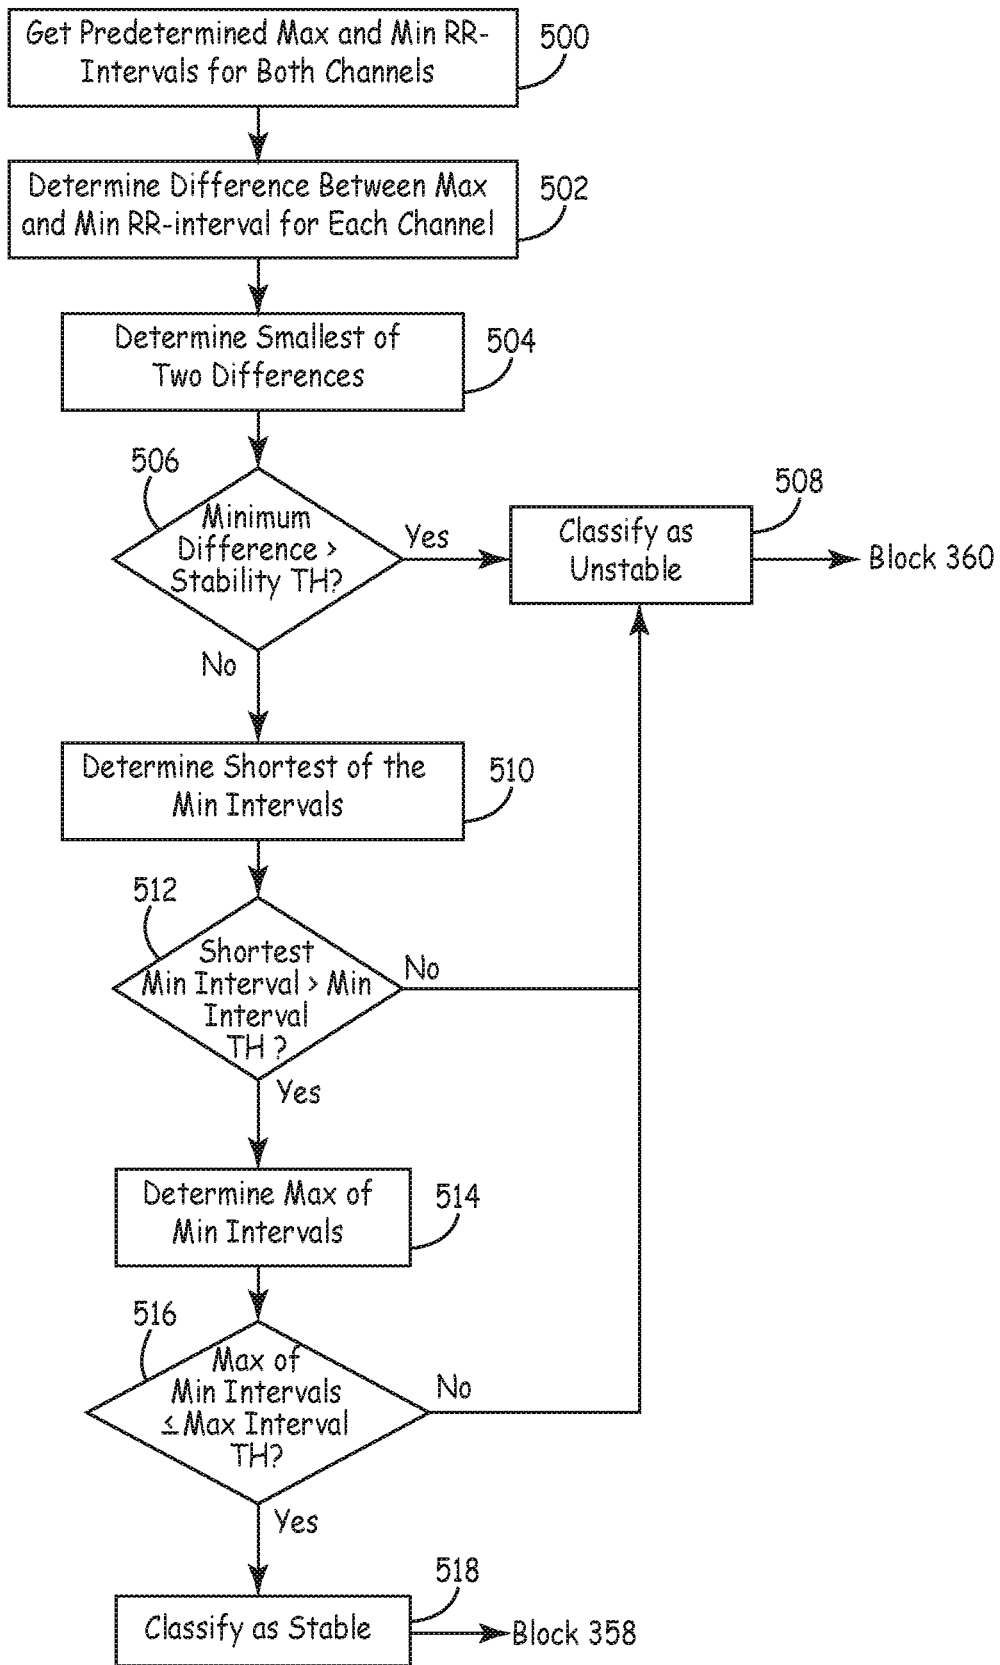 Get Predetermined Max and Min RR-
Intervals for Both Channels
500
Determine Difference Between Max
and Min RR-interval for Each Channel
502
Determine Smallest of
Two Differences
504
506
Minimum
Difference >
Stability TH?
Yes
No
508
Classify as
Unstable
Block 360
Determine Shortest of the
Min Intervals
510
512
Shortest
Min Interval > Min
Interval
TH ?
No
Yes
Determine Max of
Min Intervals
514
516
Max of
Min Intervals
≤ Max Interval
TH?
No
Yes
518
Classify as Stable
Block 358